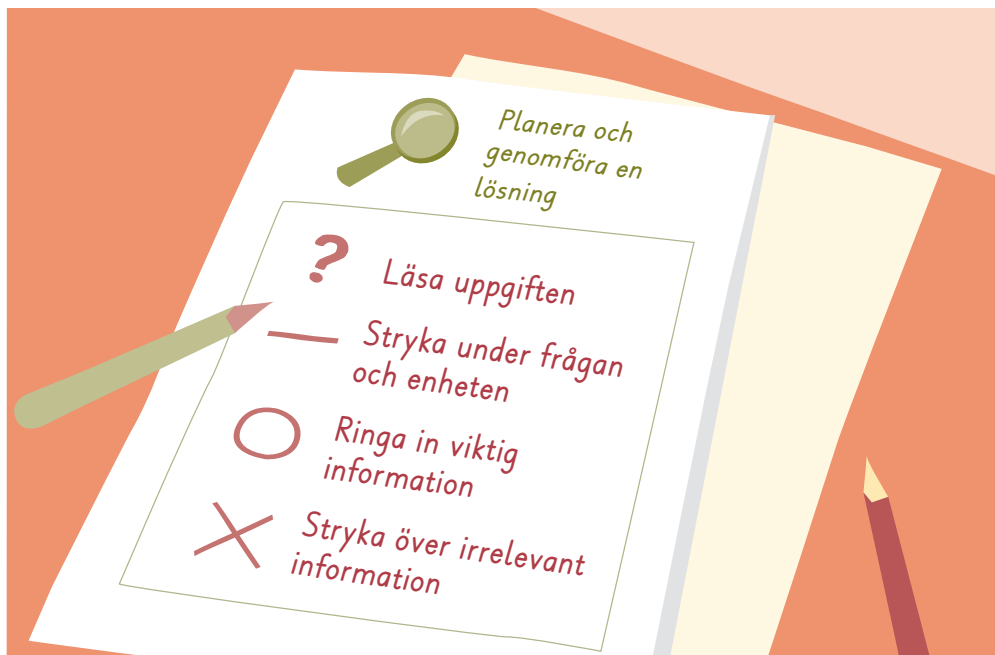 Planera och
genomföra en
lösning
? Läsa uppgiften
Stryka under frågan
och enheten
Ringa in viktig
information
Stryka över irrelevant
information